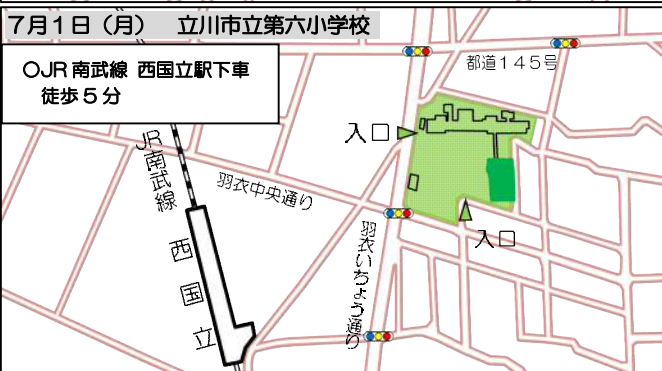 7月1日（月） 立川市立第六小学校
○JR南武線 西国立駅下車
徒歩5分
都道145号
入口
JR南武線
羽衣中央通り
西国立
羽衣いちょう通り
入口